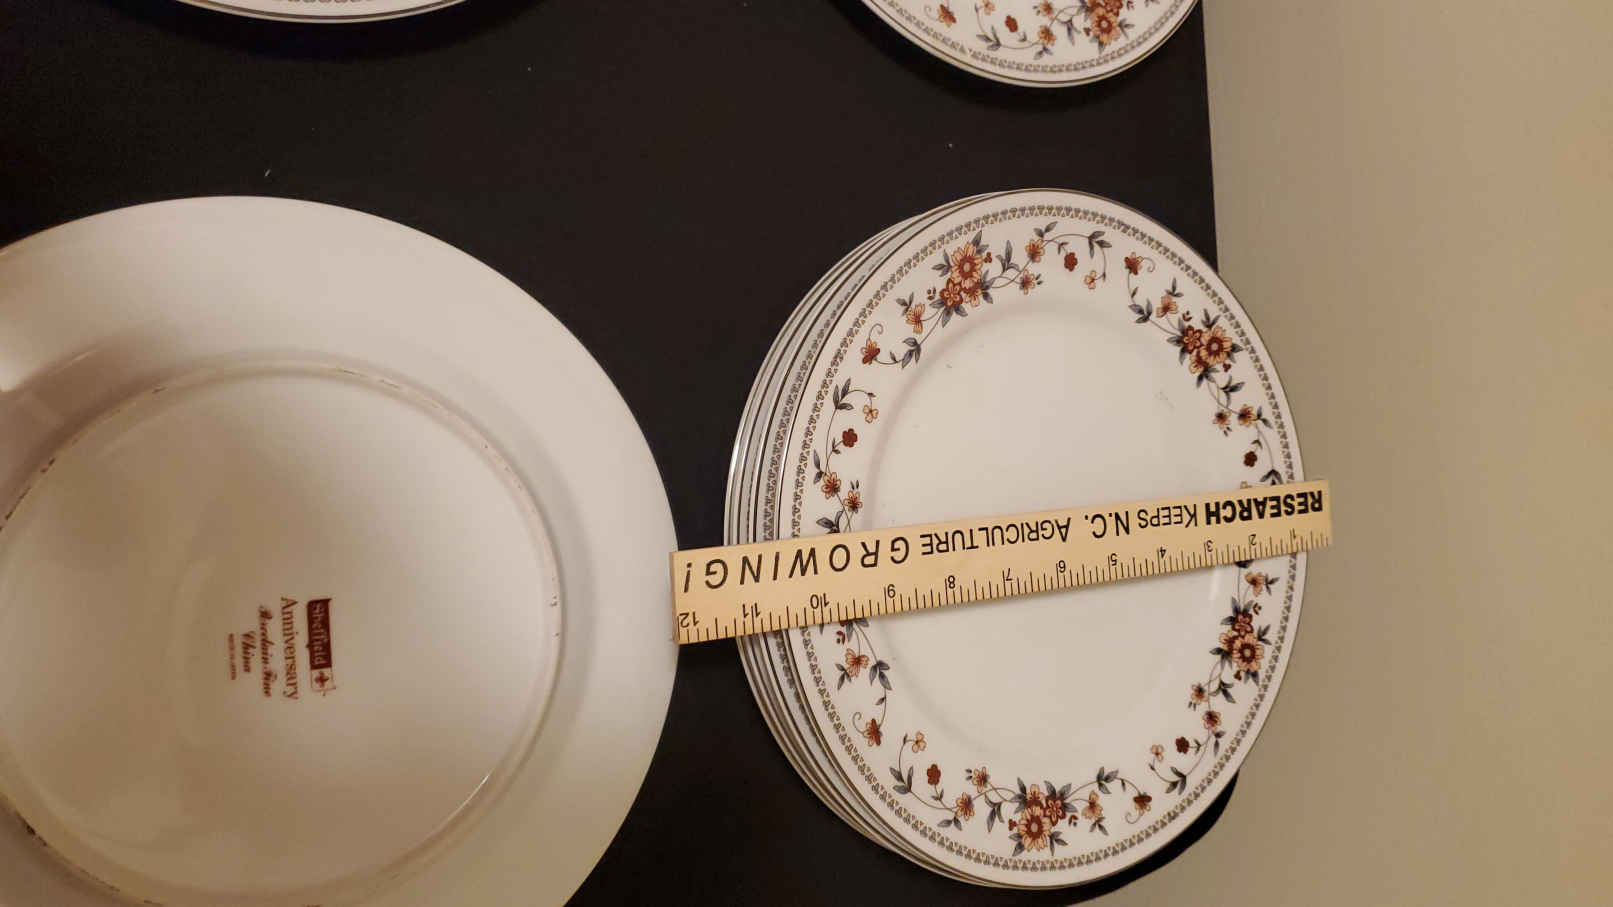 RESEARCH KEEPS N.C. AGRICULTURE GROWING!
1 2 3 4 5 6 7 8 9 10 11 12
Sheffield
Anniversary
Porcelain Fine
China